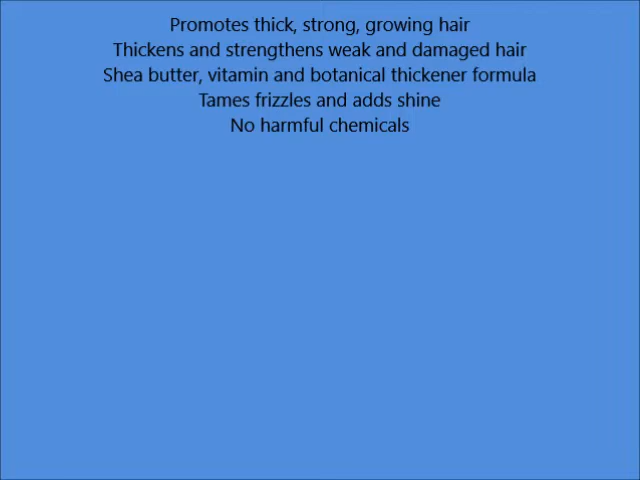 Promotes thick, strong, growing hair
Thickens and strengthens weak and damaged hair
Shea butter, vitamin and botanical thickener formula
Tames frizzles and adds shine
No harmful chemicals